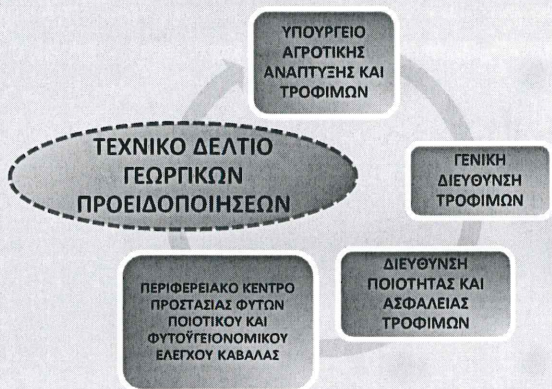 ΥΠΟΥΡΓΕΙΟ
ΑΓΡΟΤΙΚΗΣ
ΑΝΑΠΤΥΞΗΣ ΚΑΙ
ΤΡΟΦΙΜΩΝ
ΤΕΧΝΙΚΟ ΔΕΛΤΙΟ
ΓΕΩΡΓΙΚΩΝ
ΠΡΟΕΙΔΟΠΟΙΗΣΕΩΝ
ΓΕΝΙΚΗ
ΔΙΕΥΘΥΝΣΗ
ΤΡΟΦΙΜΩΝ
ΔΙΕΥΘΥΝΣΗ
ΠΟΙΟΤΗΤΑΣ ΚΑΙ
ΑΣΦΑΛΕΙΑΣ
ΤΡΟΦΙΜΩΝ
ΠΕΡΙΦΕΡΕΙΑΚΟ ΚΕΝΤΡΟ
ΠΡΟΣΤΑΣΙΑΣ ΦΥΤΩΝ
ΠΟΙΟΤΙΚΟΥ ΚΑΙ
ΦΥΤΟΫΓΕΙΟΝΟΜΙΚΟΥ
ΕΛΕΓΧΟΥ ΚΑΒΑΛΑΣ